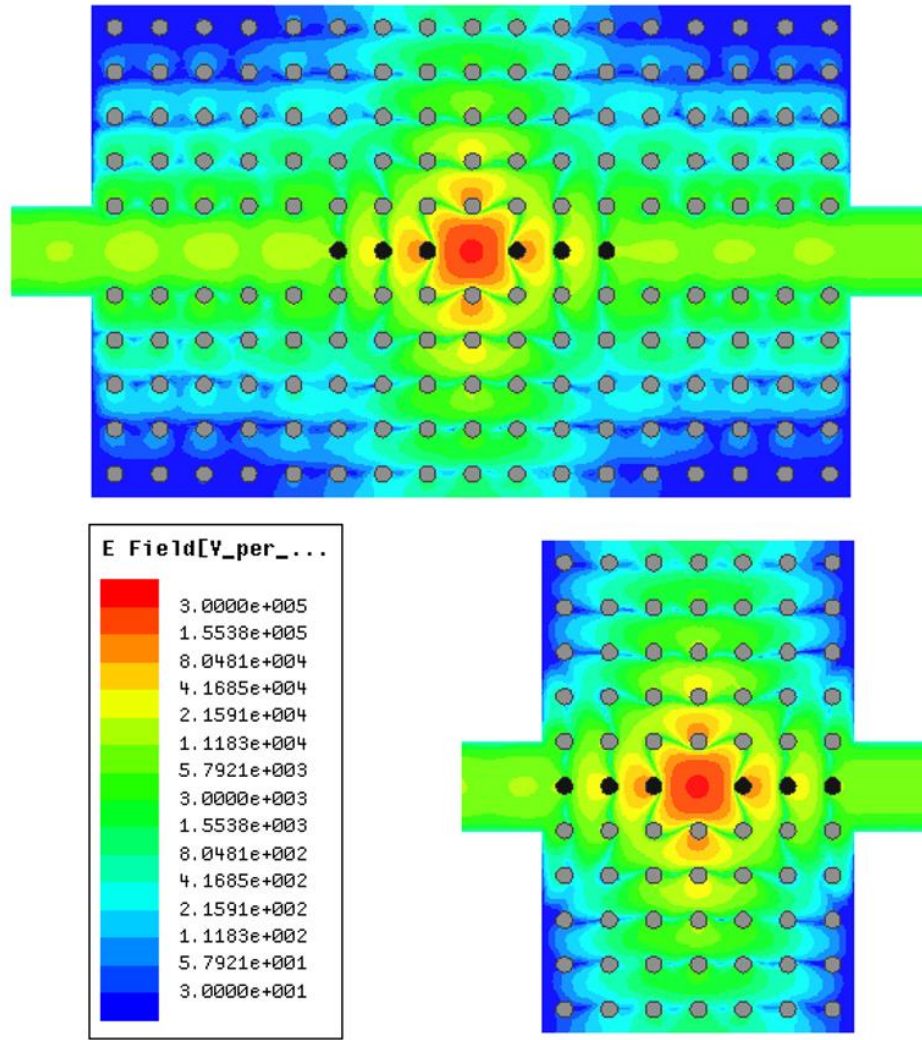 E Field[V_per_...
3.0000e+005
1.5538e+005
8.0481e+004
4.1685e+004
2.1591e+004
1.1183e+004
5.7921e+003
3.0000e+003
1.5538e+003
8.0481e+002
4.1685e+002
2.1591e+002
1.1183e+002
5.7921e+001
3.0000e+001